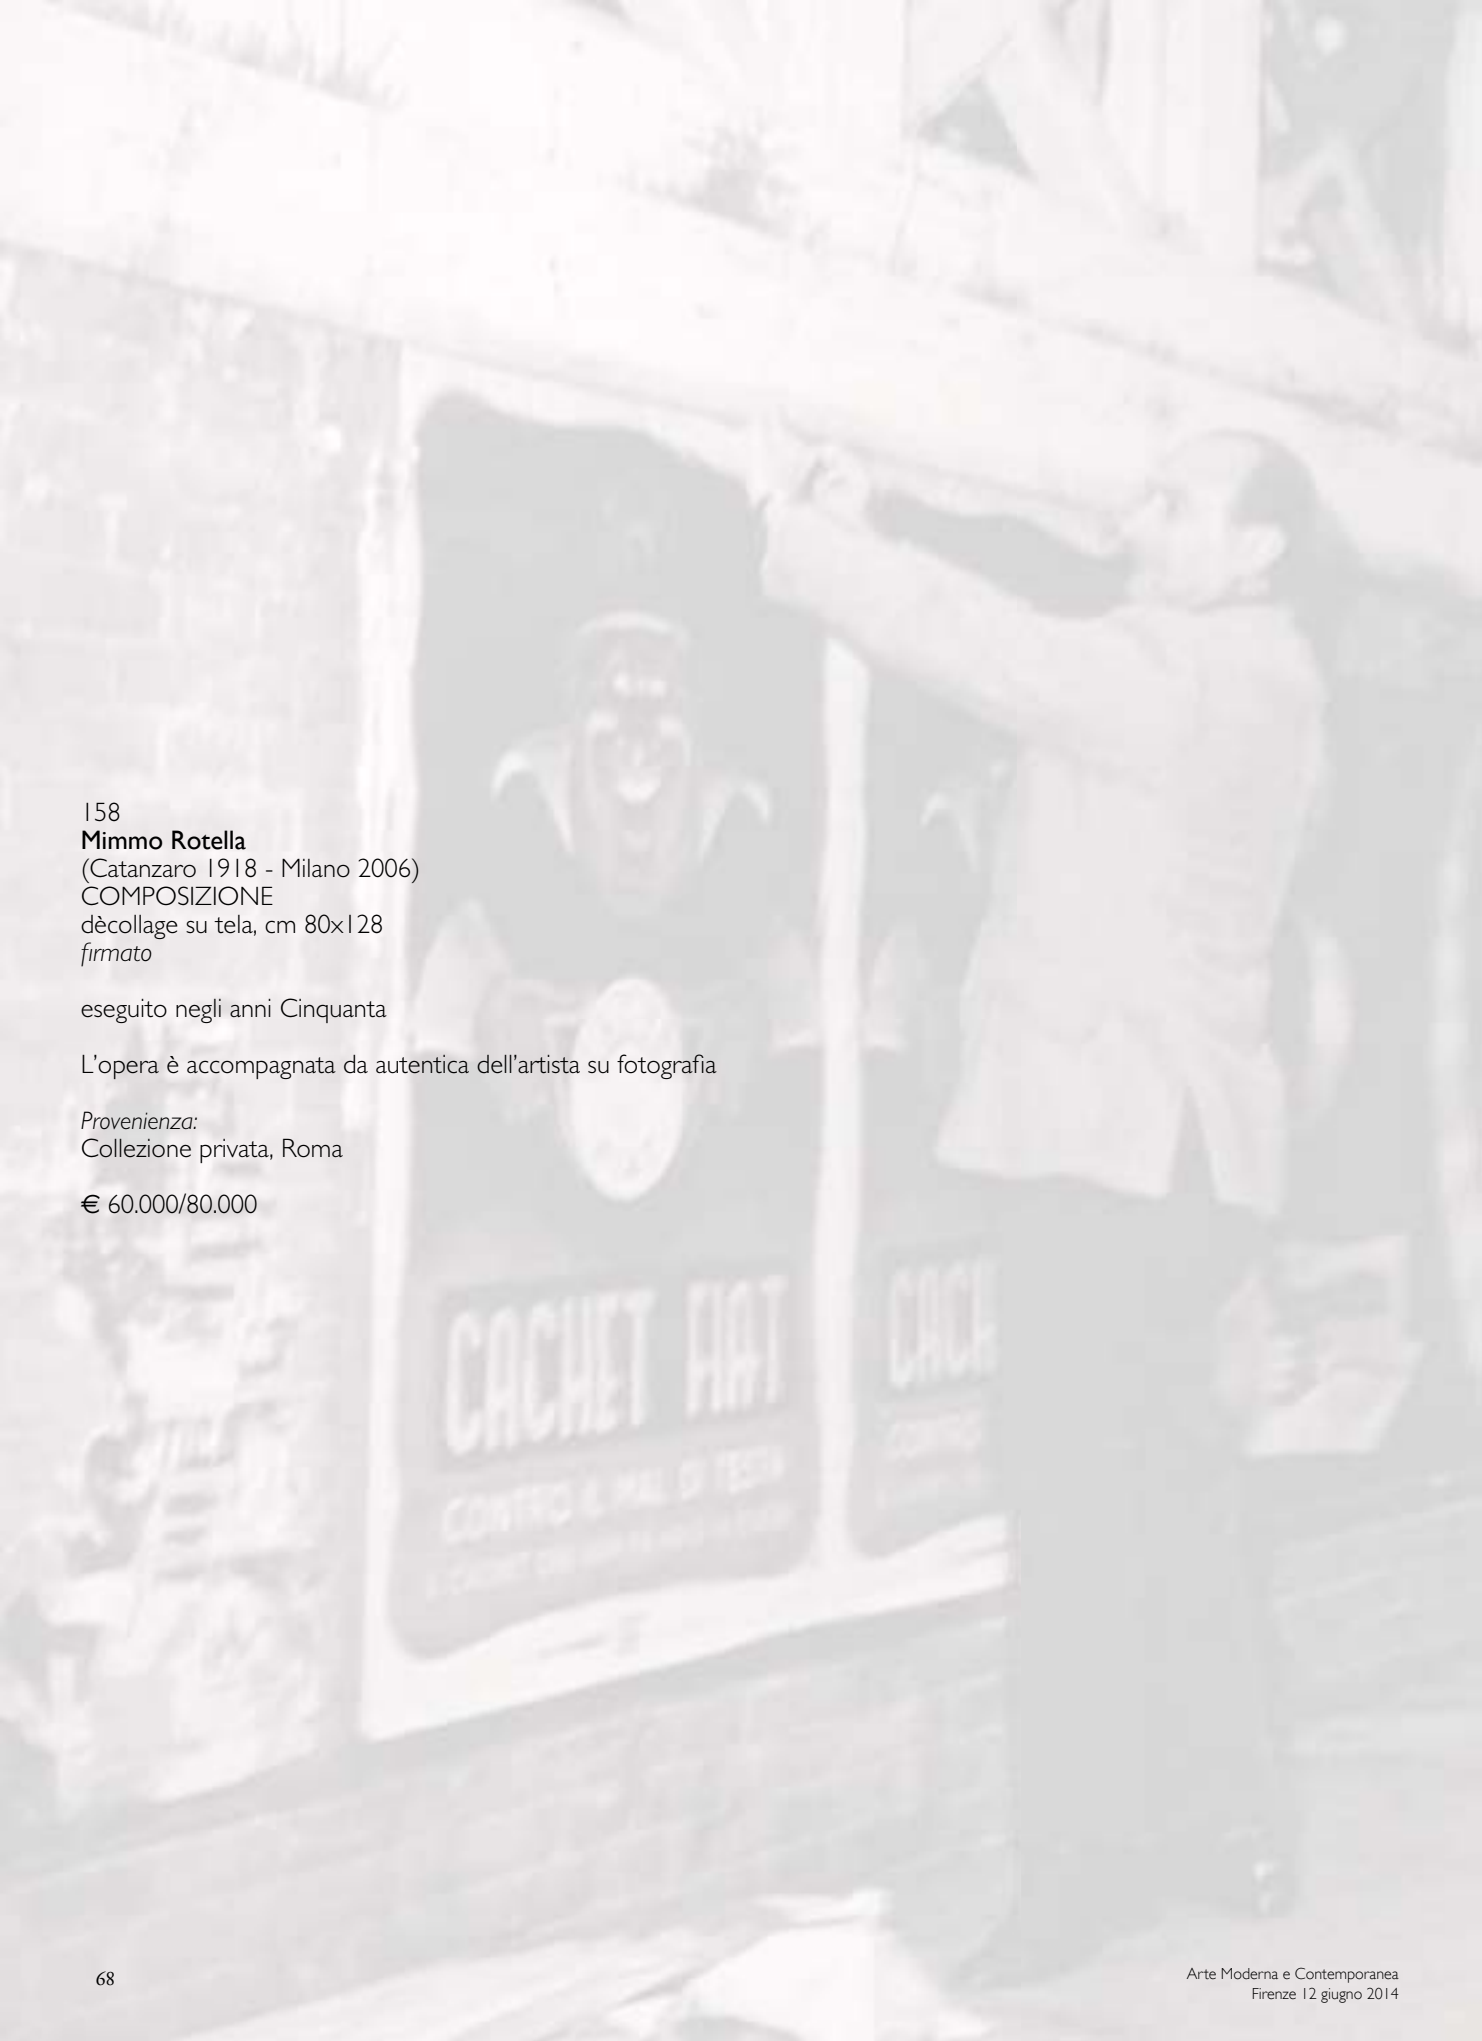 158
Mimmo Rotella
(Catanzaro 1918 - Milano 2006)
COMPOSIZIONE
dècollage su tela, cm 80x128
firmato
eseguito negli anni Cinquanta
L'opera è accompagnata da autentica dell'artista su fotografia
Provenienza:
Collezione privata, Roma
€ 60.000/80.000
CACHET FIAT
CONTRO IL MAL DI TESTA
CACH
CONTRO
68
Arte Moderna e Contemporanea
Firenze 12 giugno 2014